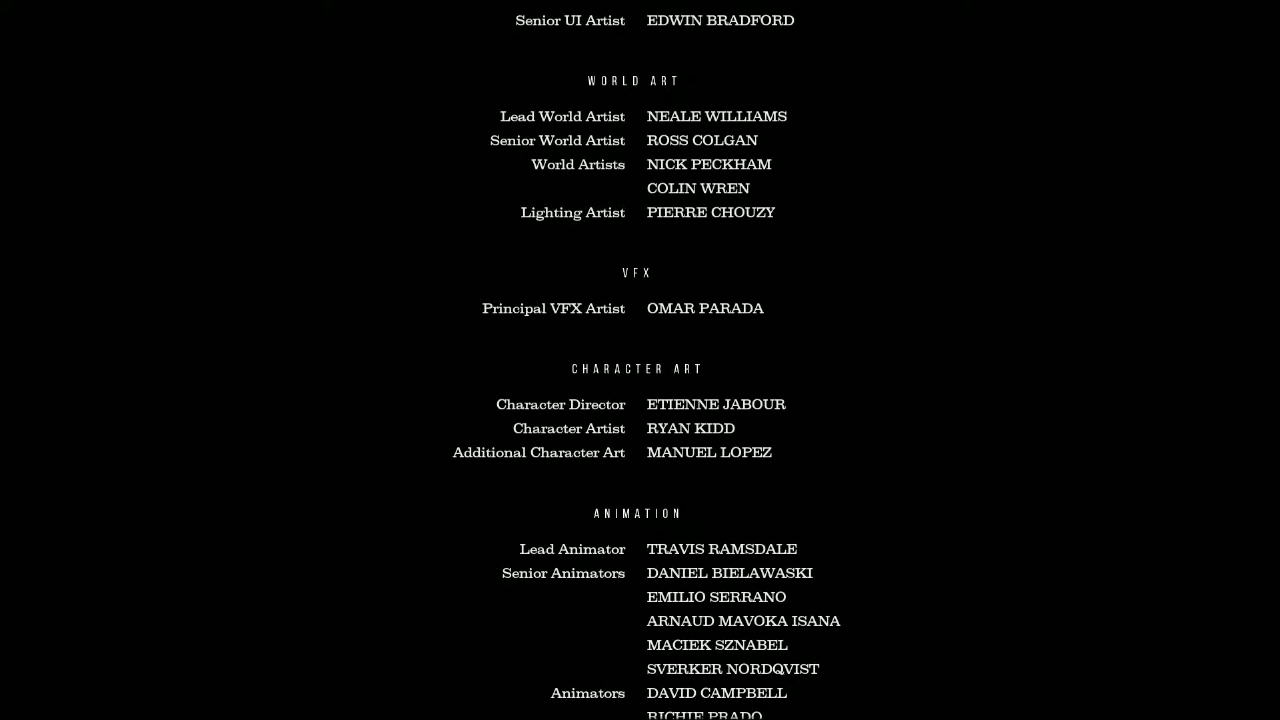 Senior UI Artist EDWIN BRADFORD
WORLD ART
Lead World Artist NEALE WILLIAMS
Senior World Artist ROSS COLGAN
World Artists NICK PECKHAM
COLIN WREN
Lighting Artist PIERRE CHOUZY
VFX
Principal VFX Artist OMAR PARADA
CHARACTER ART
Character Director ETIENNE JABOUR
Character Artist RYAN KIDD
Additional Character Art MANUEL LOPEZ
ANIMATION
Lead Animator TRAVIS RAMSDALE
Senior Animators DANIEL BIELAWASKI
EMILIO SERRANO
ARNAUD MAVOKA ISANA
MACIEK SZNABEL
SVERKER NORDQVIST
Animators DAVID CAMPBELL
RICHIE PRADO